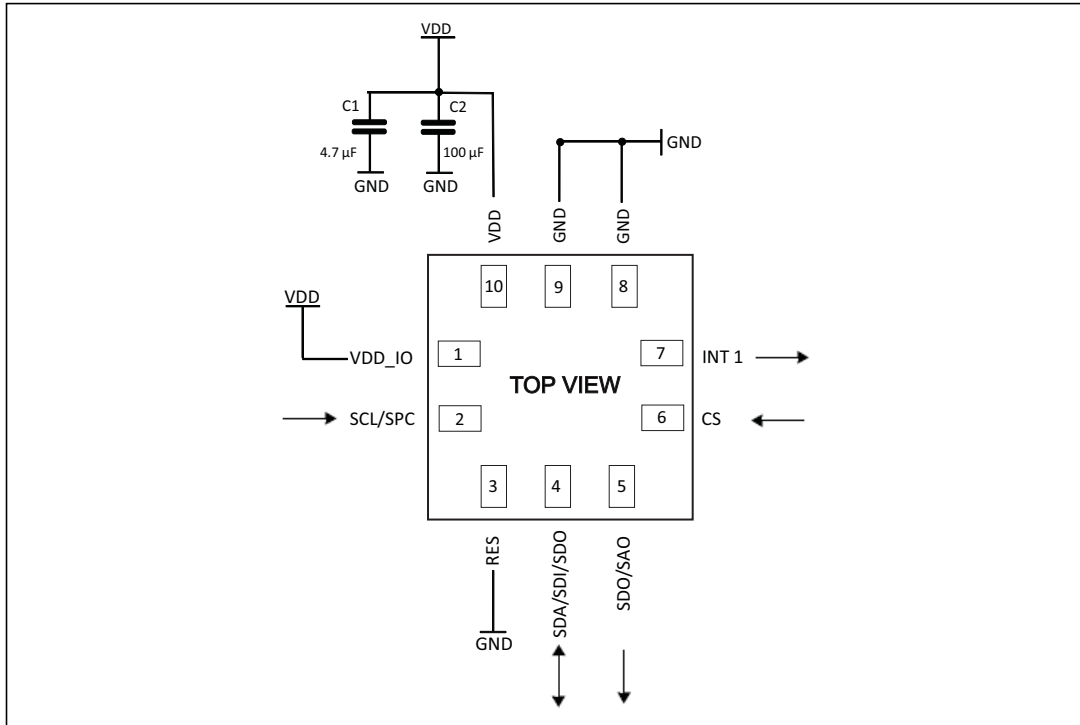 VDD
C1
C2
4.7 µF
100 µF
GND
GND
GND
VDD
GND
GND
10
9
8
VDD
VDD_IO
1
7
INT 1
TOP VIEW
SCL/SPC
2
6
CS
3
4
5
RES
SDA/SDI/SDO
SDO/SAO
GND